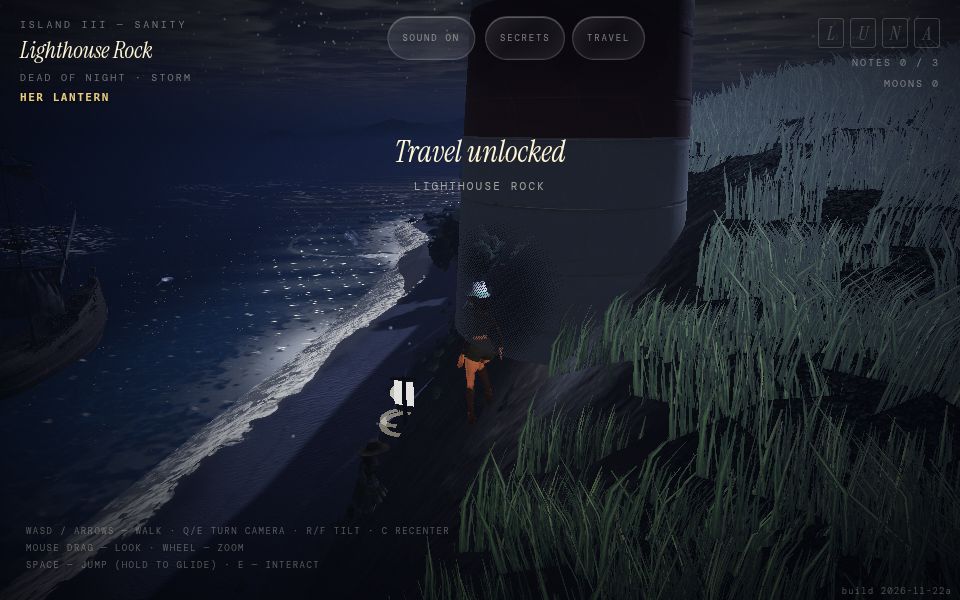 ISLAND III — SANITY
Lighthouse Rock
DEAD OF NIGHT · STORM
HER LANTERN
SOUND ON
SECRETS
TRAVEL
L U N A
NOTES 0 / 3
MOONS 0
Travel unlocked
LIGHTHOUSE ROCK
WASD / ARROWS — WALK · Q/E TURN CAMERA · R/F TILT · C RECENTER
MOUSE DRAG — LOOK · WHEEL — ZOOM
SPACE — JUMP (HOLD TO GLIDE) · E — INTERACT
build 2026-11-22a